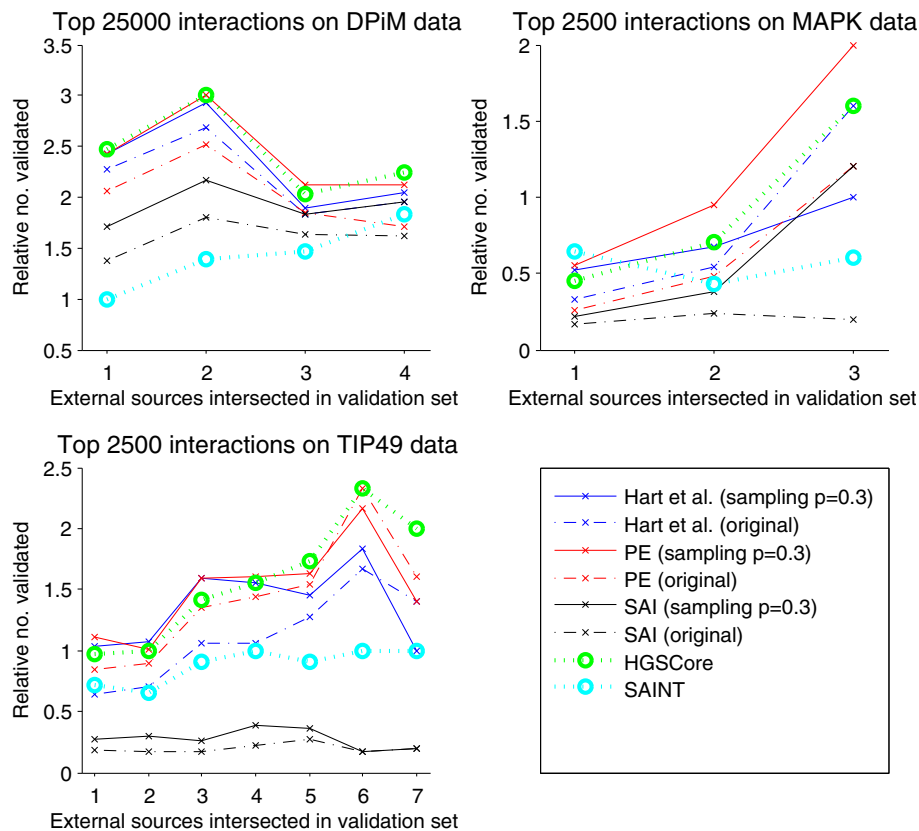 Top 25000 interactions on DPiM data
3.5
3
2.5
2
1.5
1
0.5
Relative no. validated
1 2 3 4
External sources intersected in validation set
Top 2500 interactions on MAPK data
2
1.5
1
0.5
0
Relative no. validated
1 2 3
External sources intersected in validation set
Top 2500 interactions on TIP49 data
2.5
2
1.5
1
0.5
0
Relative no. validated
1 2 3 4 5 6 7
External sources intersected in validation set
Hart et al. (sampling p=0.3)
Hart et al. (original)
PE (sampling p=0.3)
PE (original)
SAI (sampling p=0.3)
SAI (original)
HGSCore
SAINT